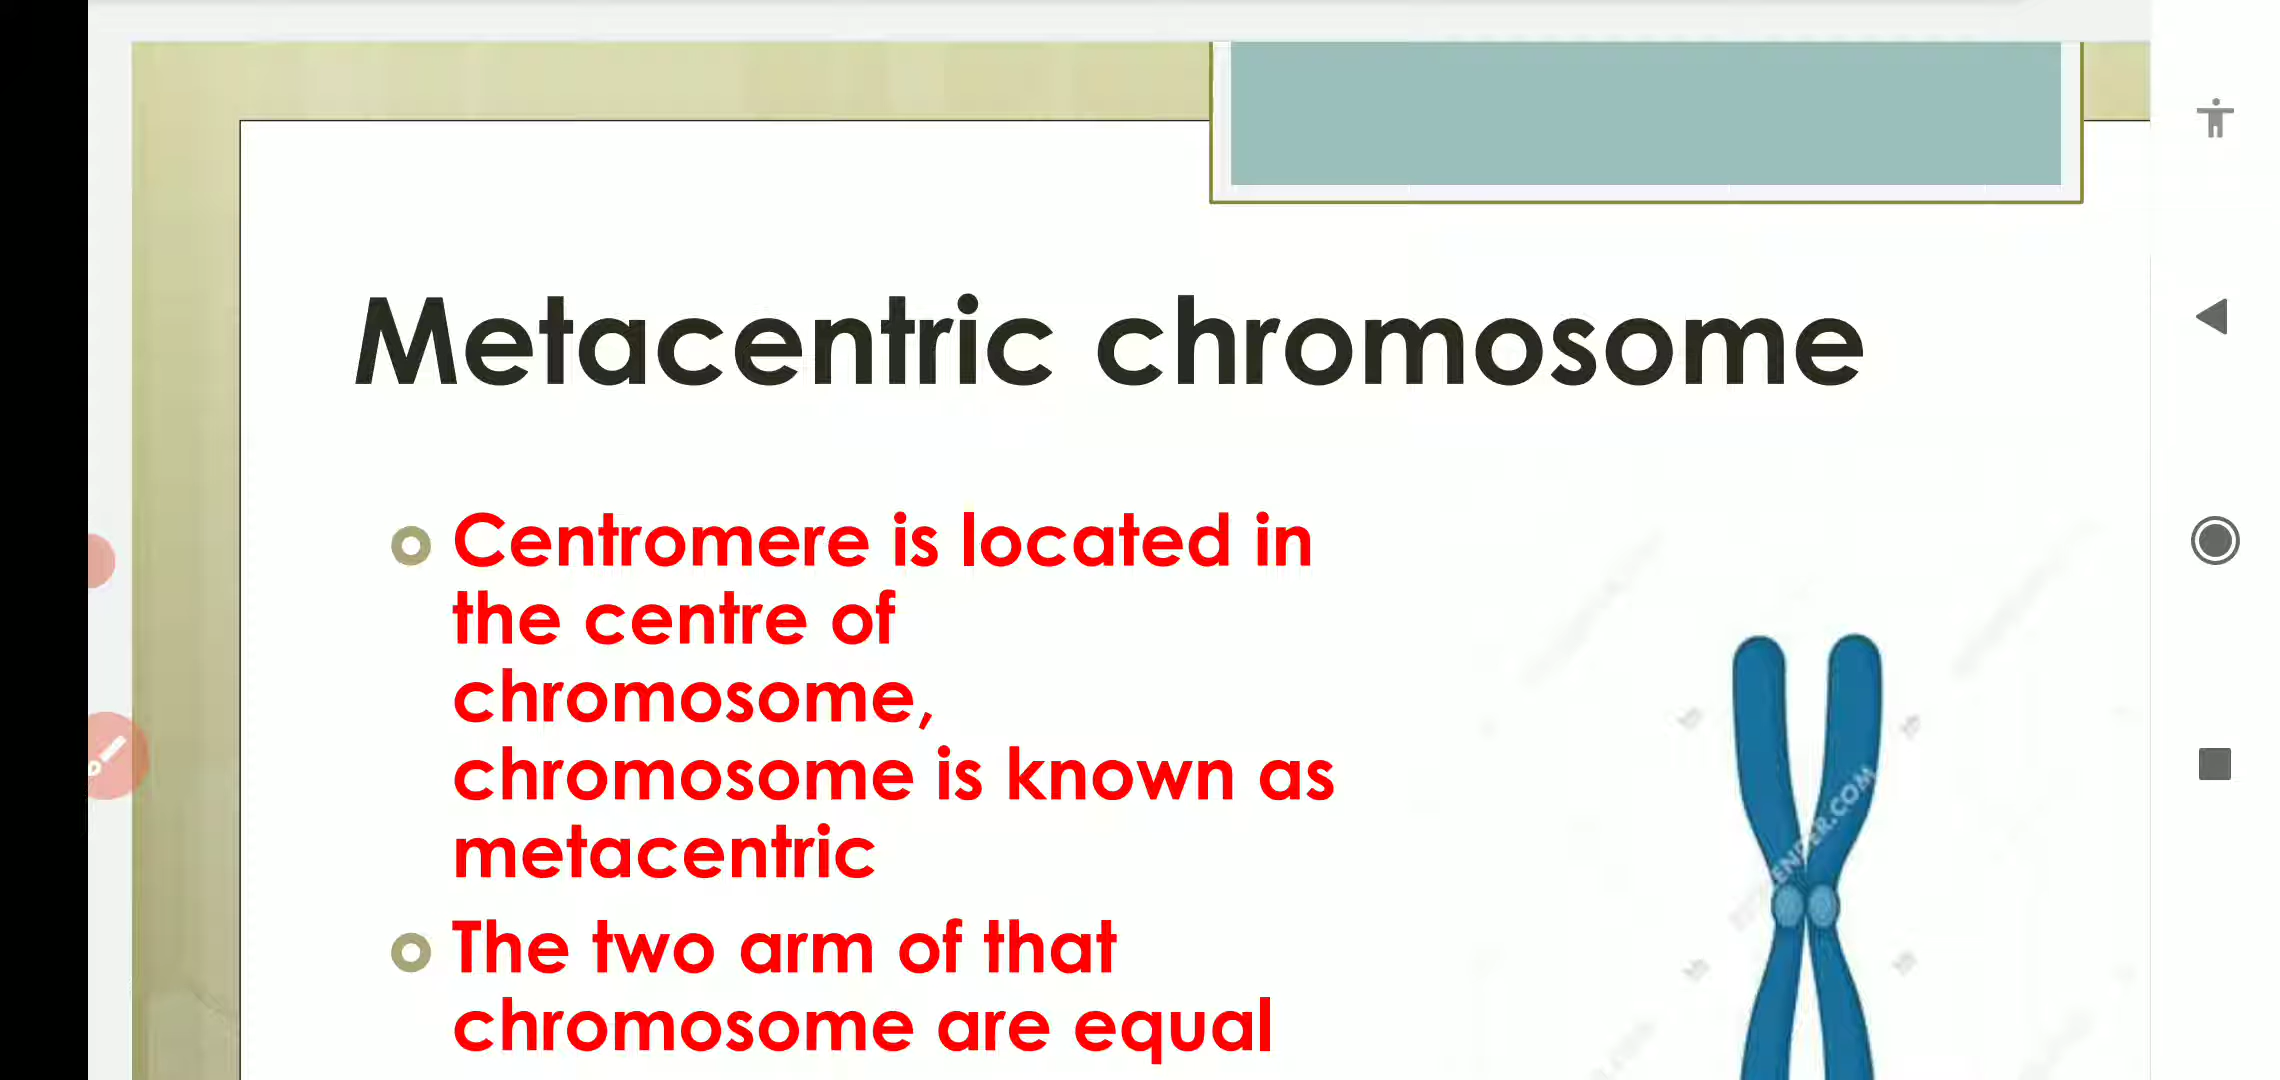 Metacentric chromosome
Centromere is located in
the centre of
chromosome,
chromosome is known as
metacentric
The two arm of that
chromosome are equal